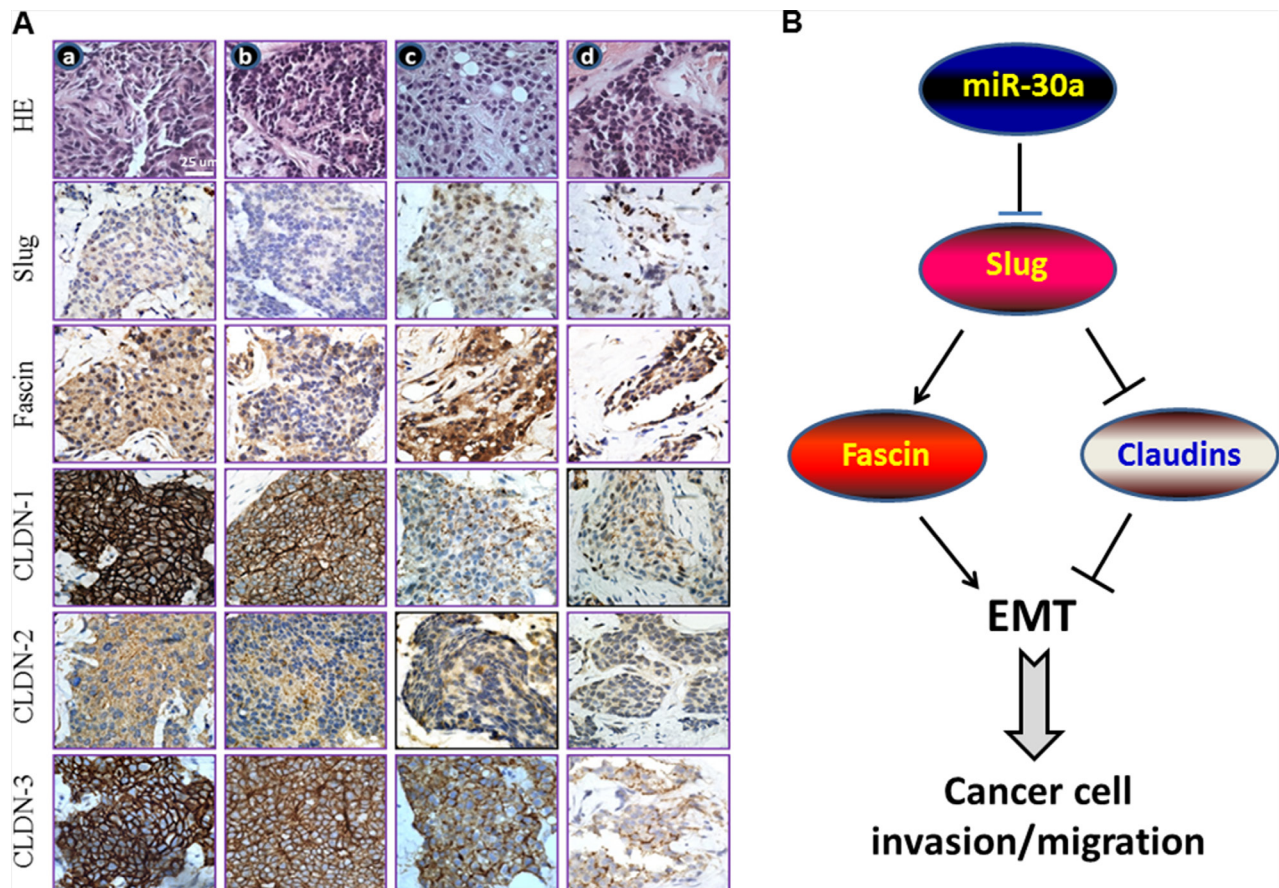 A
a
b
c
d
HE
25 um
Slug
Fascin
CLDN-1
CLDN-2
CLDN-3
B
miR-30a
Slug
Fascin
Claudins
EMT
Cancer cell
invasion/migration